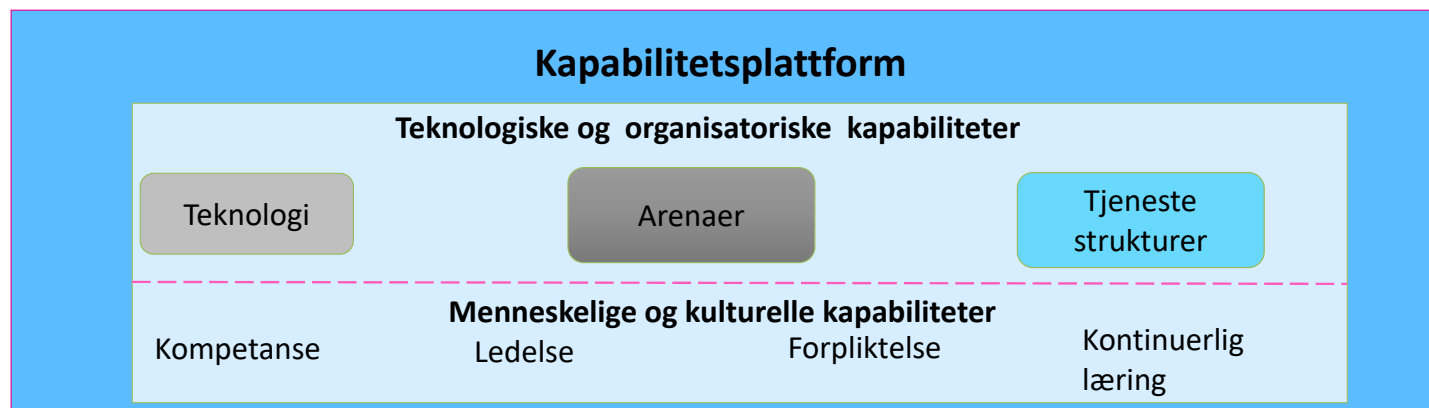 Kapabilitetsplattform
Teknologiske og organisatoriske kapabiliteter
Teknologi
Arenaer
Tjeneste
strukturer
Menneskelige og kulturelle kapabiliteter
Kompetanse
Ledelse
Forpliktelse
Kontinuerlig
læring